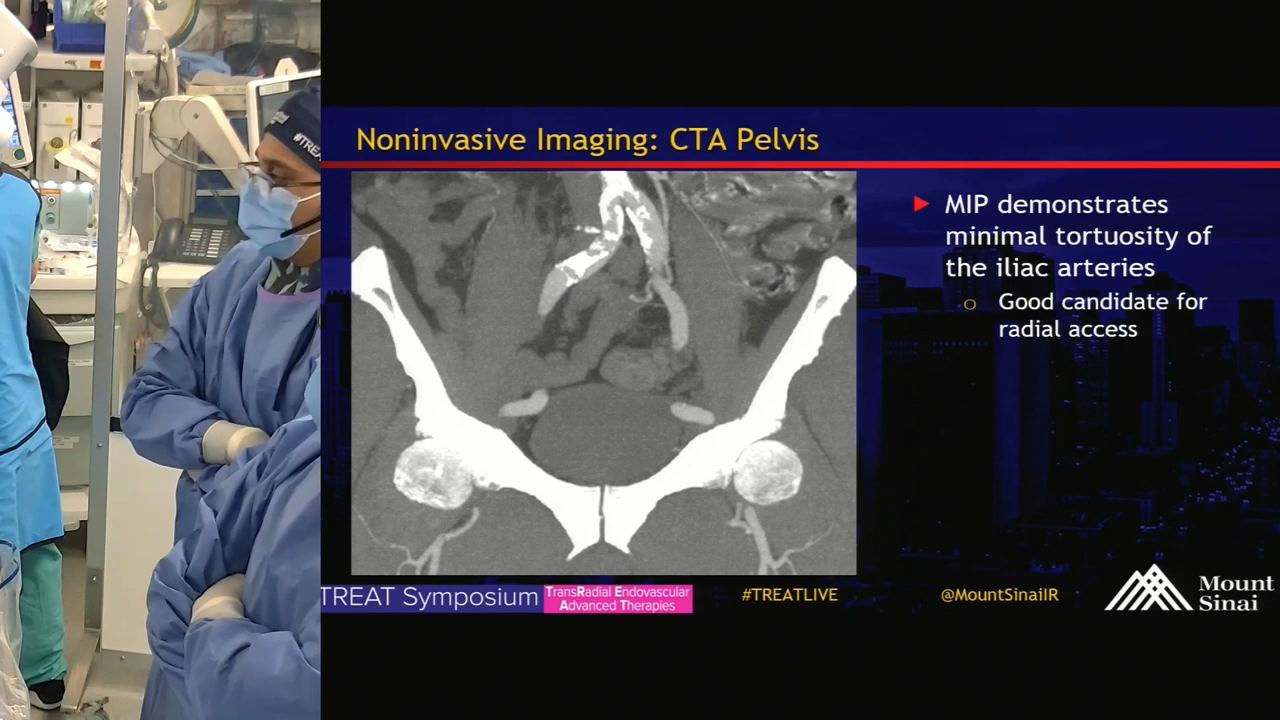 #TREA
Noninvasive Imaging: CTA Pelvis
MIP demonstrates
minimal tortuosity of
the iliac arteries
Good candidate for
radial access
TREAT Symposium
TransRadial Endovascular
Advanced Therapies
#TREATLIVE
@MountSinaiIR
Mount
Sinai